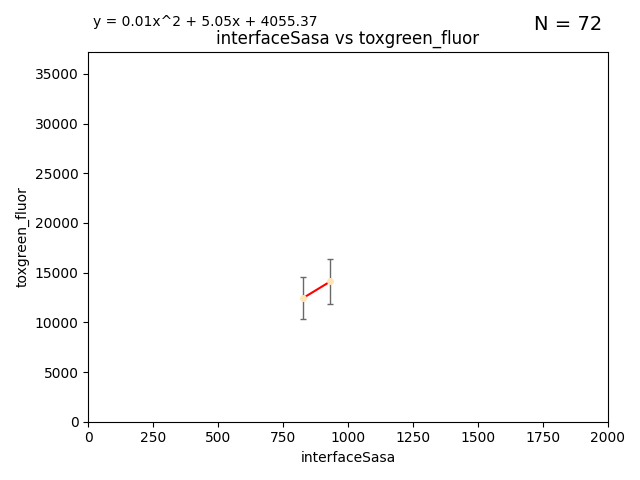 y = 0.01x^2 + 5.05x + 4055.37
N = 72
interfaceSasa vs toxgreen_fluor
35000
30000
25000
20000
15000
10000
5000
0
toxgreen_fluor
0 250 500 750 1000 1250 1500 1750 2000
interfaceSasa